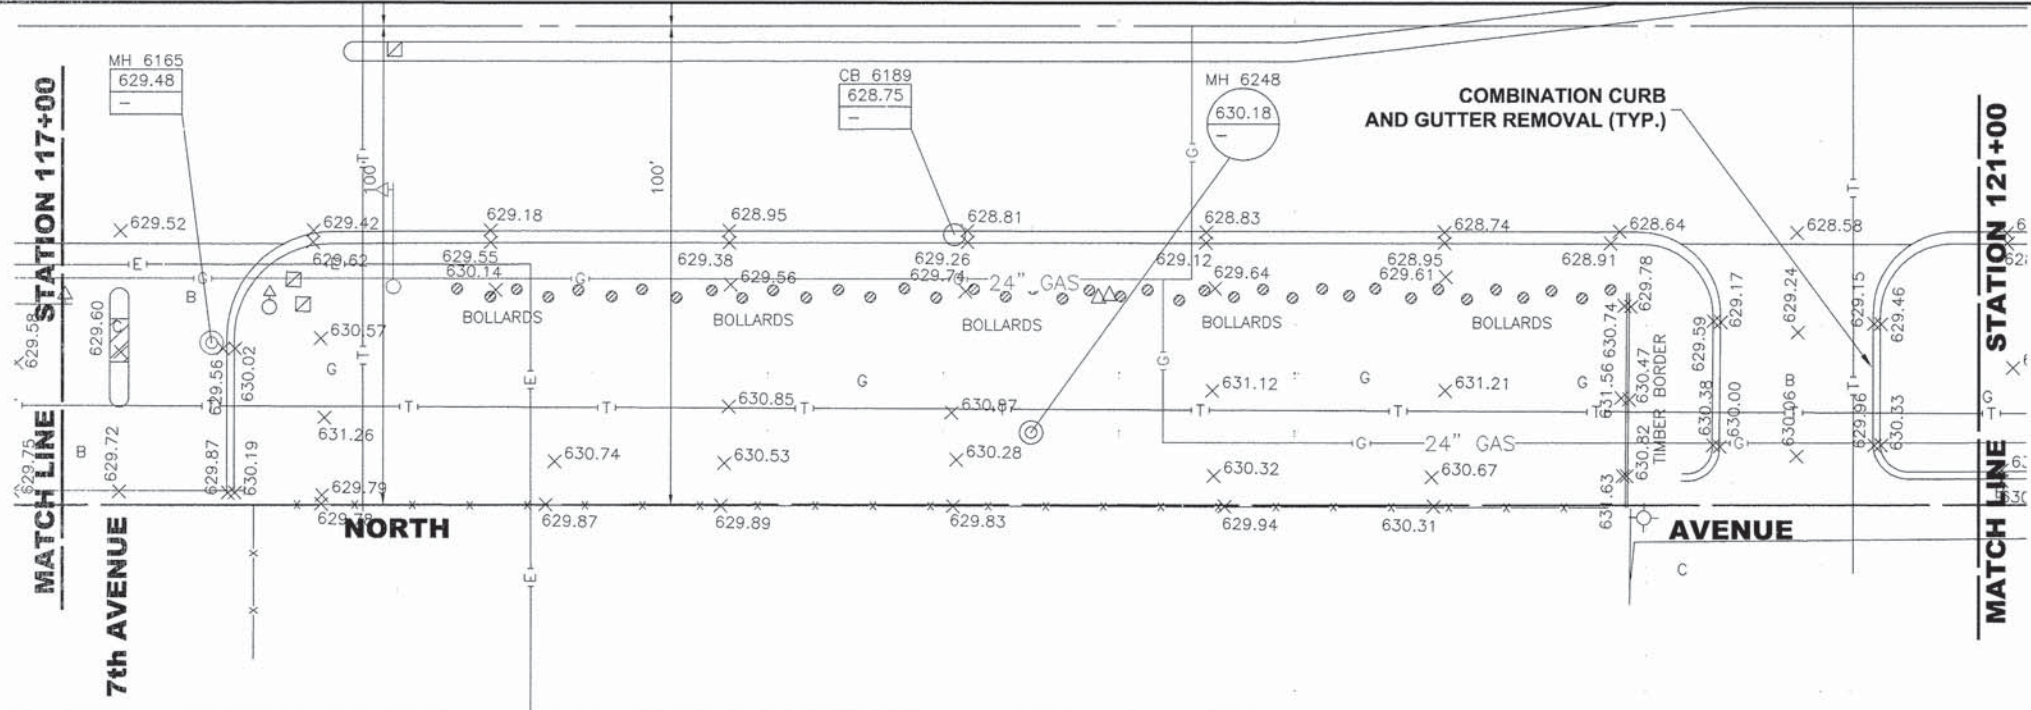 MH 6165
629.48
–
CB 6189
628.75
–
MH 6248
630.18
–
COMBINATION CURB
AND GUTTER REMOVAL (TYP.)
MATCH LINE STATION 117+00
MATCH LINE STATION 121+00
100'
100'
T
T
G
629.52
629.42
629.18
628.95
628.81
628.83
628.74
628.64
628.58
629.62
629.55
629.38
629.26
629.12
628.95
628.91
E
E
G
G
630.14
629.56
629.74
24" GAS
629.64
629.61
B
C
BOLLARDS
BOLLARDS
BOLLARDS
BOLLARDS
BOLLARDS
629.58
629.60
630.57
T
G
629.56
630.02
E
G
G
G
G
631.12
631.21
630.74
629.78
631.56
630.47
TIMBER BORDER
629.59
629.17
629.24
629.15
629.46
T
B
G
T
T
T
T
T
T
T
T
630.85
630.87
631.26
629.75
B
629.72
629.87
630.19
630.74
630.53
630.28
630.32
630.67
G
24" GAS
G
630.82
630.38
630.00
630.06
629.96
630.33
629.79
629.87
629.89
629.83
629.94
630.31
NORTH
AVENUE
7th AVENUE
E
C